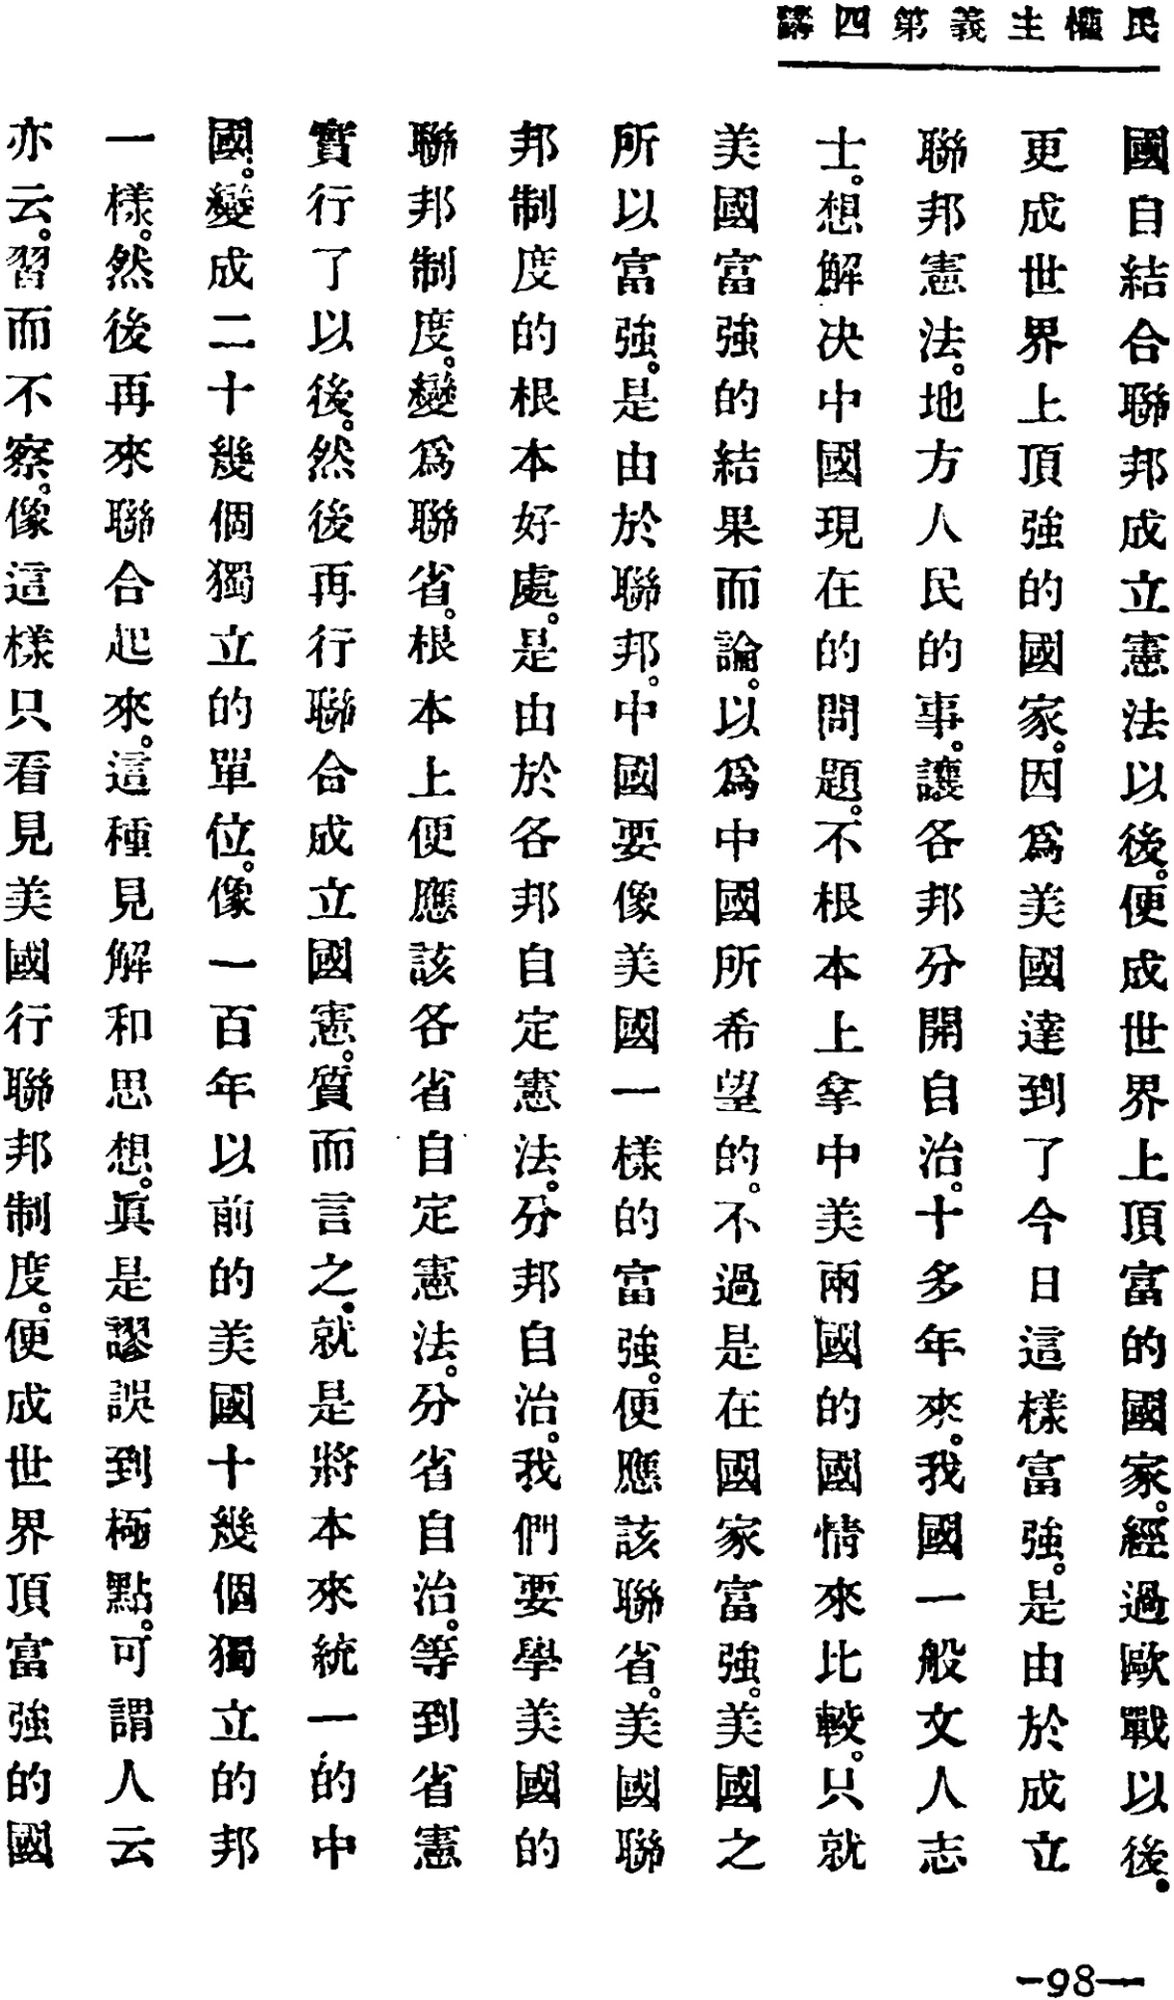 民權主義第四講
國自結合聯邦成立憲法以後。便成世界上頂富的國家。經過歐戰以後。
更成世界上頂強的國家。因爲美國達到了今日這樣富強。是由於成立
聯邦憲法。地方人民的事。讓各邦分開自治。十多年來。我國一般文人志
士。想解决中國現在的問題。不根本上拿中美兩國的國情來比較。只就
美國富強的結果而論。以爲中國所希望的。不過是在國家富強。美國之
所以富強。是由於聯邦。中國要像美國一樣的富強。便應該聯省。美國聯
邦制度的根本好處。是由於各邦自定憲法。分邦自治。我們要學美國的
聯邦制度。變爲聯省。根本上便應該各省自定憲法。分省自治。等到省憲
實行了以後。然後再行聯合成立國憲。質而言之。就是將本來統一的中
國。變成二十幾個獨立的單位。像一百年以前的美國十幾個獨立的邦
一樣。然後再來聯合起來。這種見解和思想。眞是謬誤到極點。可謂人云
亦云。習而不察。像這樣只看見美國行聯邦制度。便成世界頂富強的國
—98—